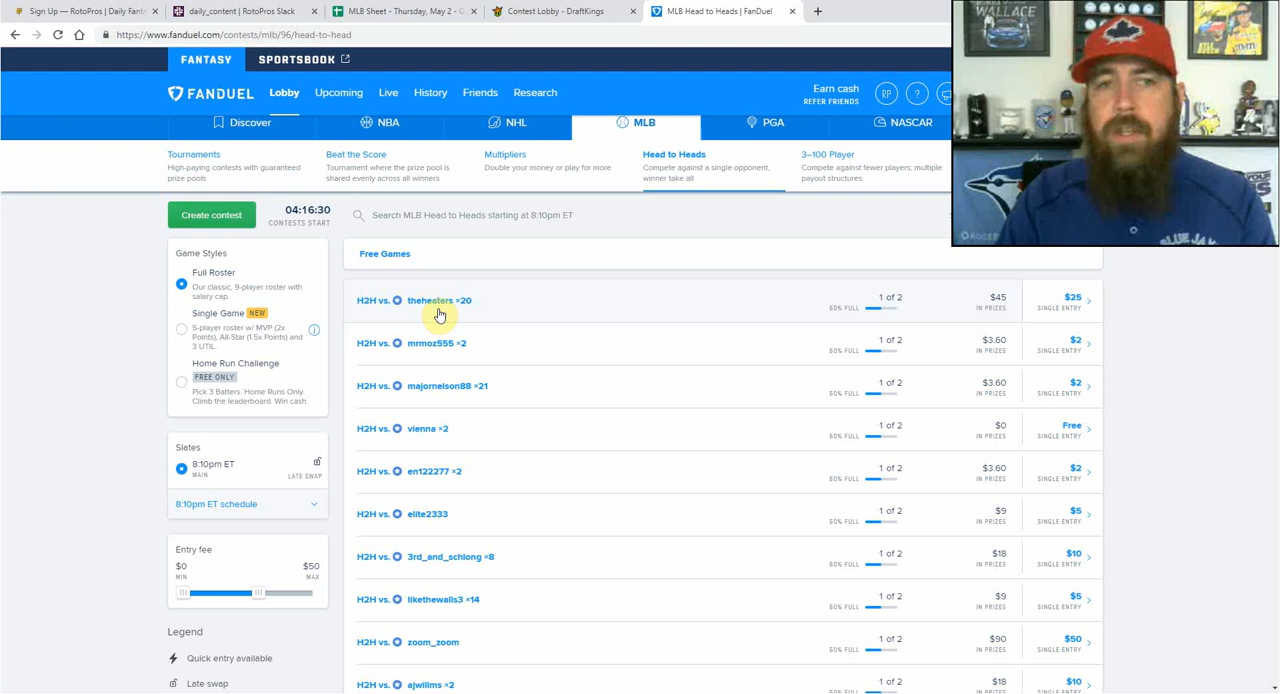 Sign Up — RotoPros | Daily Fant
daily_content | RotoPros Slack
MLB Sheet - Thursday, May 2 - G
Contest Lobby - DraftKings
MLB Head to Heads | FanDuel
https://www.fanduel.com/contests/mlb/96/head-to-head
FANTASY
SPORTSBOOK
FANDUEL
Lobby
Upcoming
Live
History
Friends
Research
Earn cash
REFER FRIENDS
RP
?
Discover
NBA
NHL
MLB
PGA
NASCAR
Tournaments
High-paying contests with guaranteed
prize pools
Beat the Score
Tournament where the prize pool is
shared evenly across all winners
Multipliers
Double your money or play for more
Head to Heads
Compete against a single opponent,
winner take all
3–100 Player
Compete against fewer players; multiple
payout structures
Create contest
04:16:30
CONTESTS START
Search MLB Head to Heads starting at 8:10pm ET
Game Styles
Full Roster
Our classic, 9-player roster with
salary cap.
Single Game NEW
5-player roster w/ MVP (2x
Points), All-Star (1.5x Points) and
3 UTIL.
Home Run Challenge
FREE ONLY
Pick 3 Batters. Home Runs Only.
Climb the leaderboard. Win cash.
Slates
8:10pm ET
MAIN
LATE SWAP
8:10pm ET schedule
Entry fee
$0
MIN
$50
MAX
Legend
Quick entry available
Late swap
Free Games
H2H vs. theheaters ×20
50% FULL
1 of 2
$45
IN PRIZES
$25
SINGLE ENTRY
H2H vs. mrmoz555 ×2
50% FULL
1 of 2
$3.60
IN PRIZES
$2
SINGLE ENTRY
H2H vs. majornelson88 ×21
50% FULL
1 of 2
$3.60
IN PRIZES
$2
SINGLE ENTRY
H2H vs. vienna ×2
50% FULL
1 of 2
$0
IN PRIZES
Free
SINGLE ENTRY
H2H vs. en122277 ×2
50% FULL
1 of 2
$3.60
IN PRIZES
$2
SINGLE ENTRY
H2H vs. elite2333
50% FULL
1 of 2
$9
IN PRIZES
$5
SINGLE ENTRY
H2H vs. 3rd_and_schlong ×8
50% FULL
1 of 2
$18
IN PRIZES
$10
SINGLE ENTRY
H2H vs. likethewalls3 ×14
50% FULL
1 of 2
$9
IN PRIZES
$5
SINGLE ENTRY
H2H vs. zoom_zoom
50% FULL
1 of 2
$90
IN PRIZES
$50
SINGLE ENTRY
H2H vs. ajwillms ×2
1 of 2
$18
$10
WALLACE
KYLE
BUSCH
ROGER
BLUE JAY